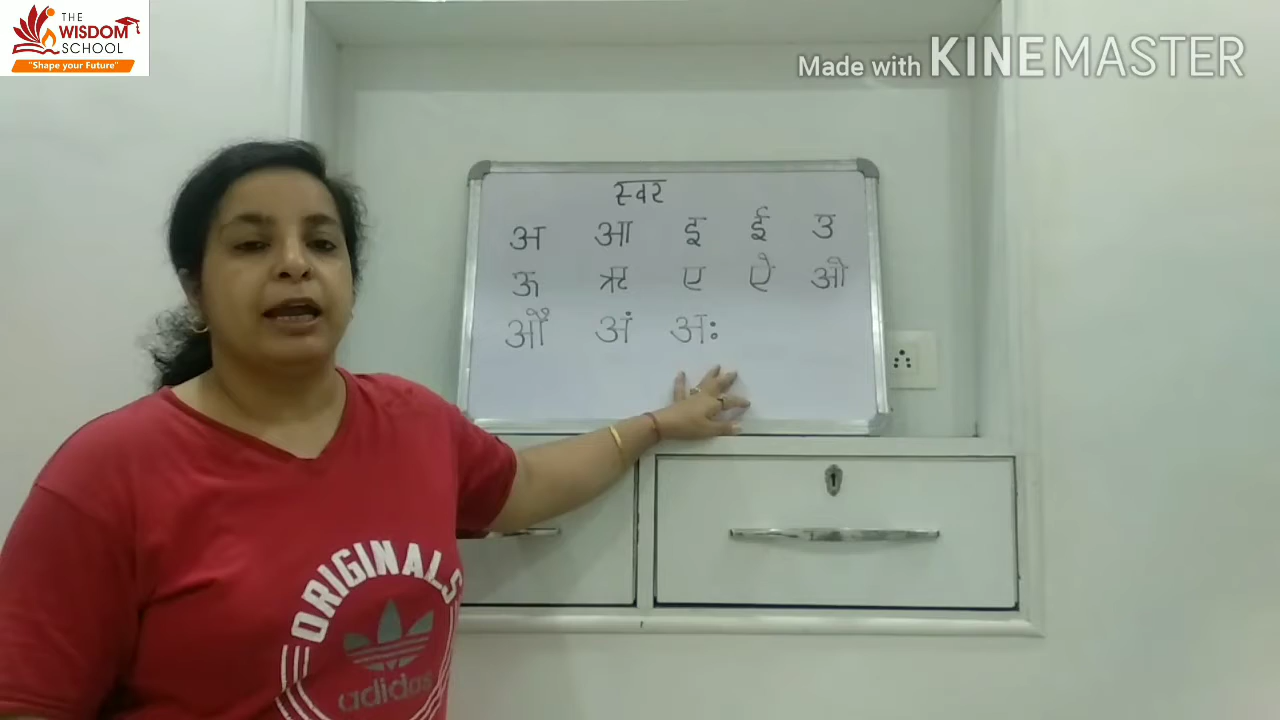 THE
WISDOM
SCHOOL
"Shape your Future"
Made with KINEMASTER
स्वर
अ आ इ ई उ
ऊ ऋ ए ऐ ओ
औ अं अः
ORIGINALS
adidas